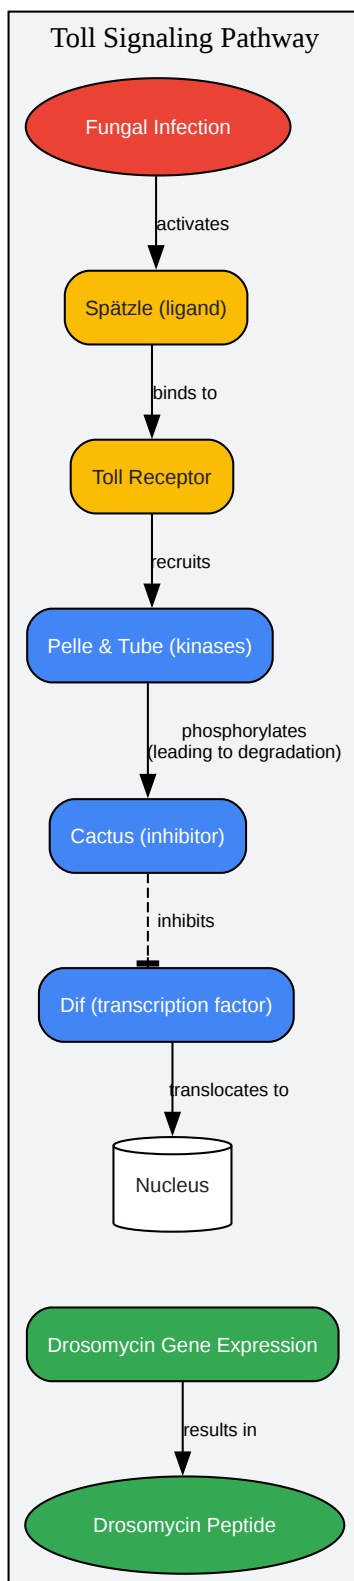 Toll Signaling Pathway
Fungal Infection
activates
Spätzle (ligand)
binds to
Toll Receptor
recruits
Pelle & Tube (kinases)
phosphorylates
(leading to degradation)
Cactus (inhibitor)
inhibits
Dif (transcription factor)
translocates to
Nucleus
Drosomycin Gene Expression
results in
Drosomycin Peptide